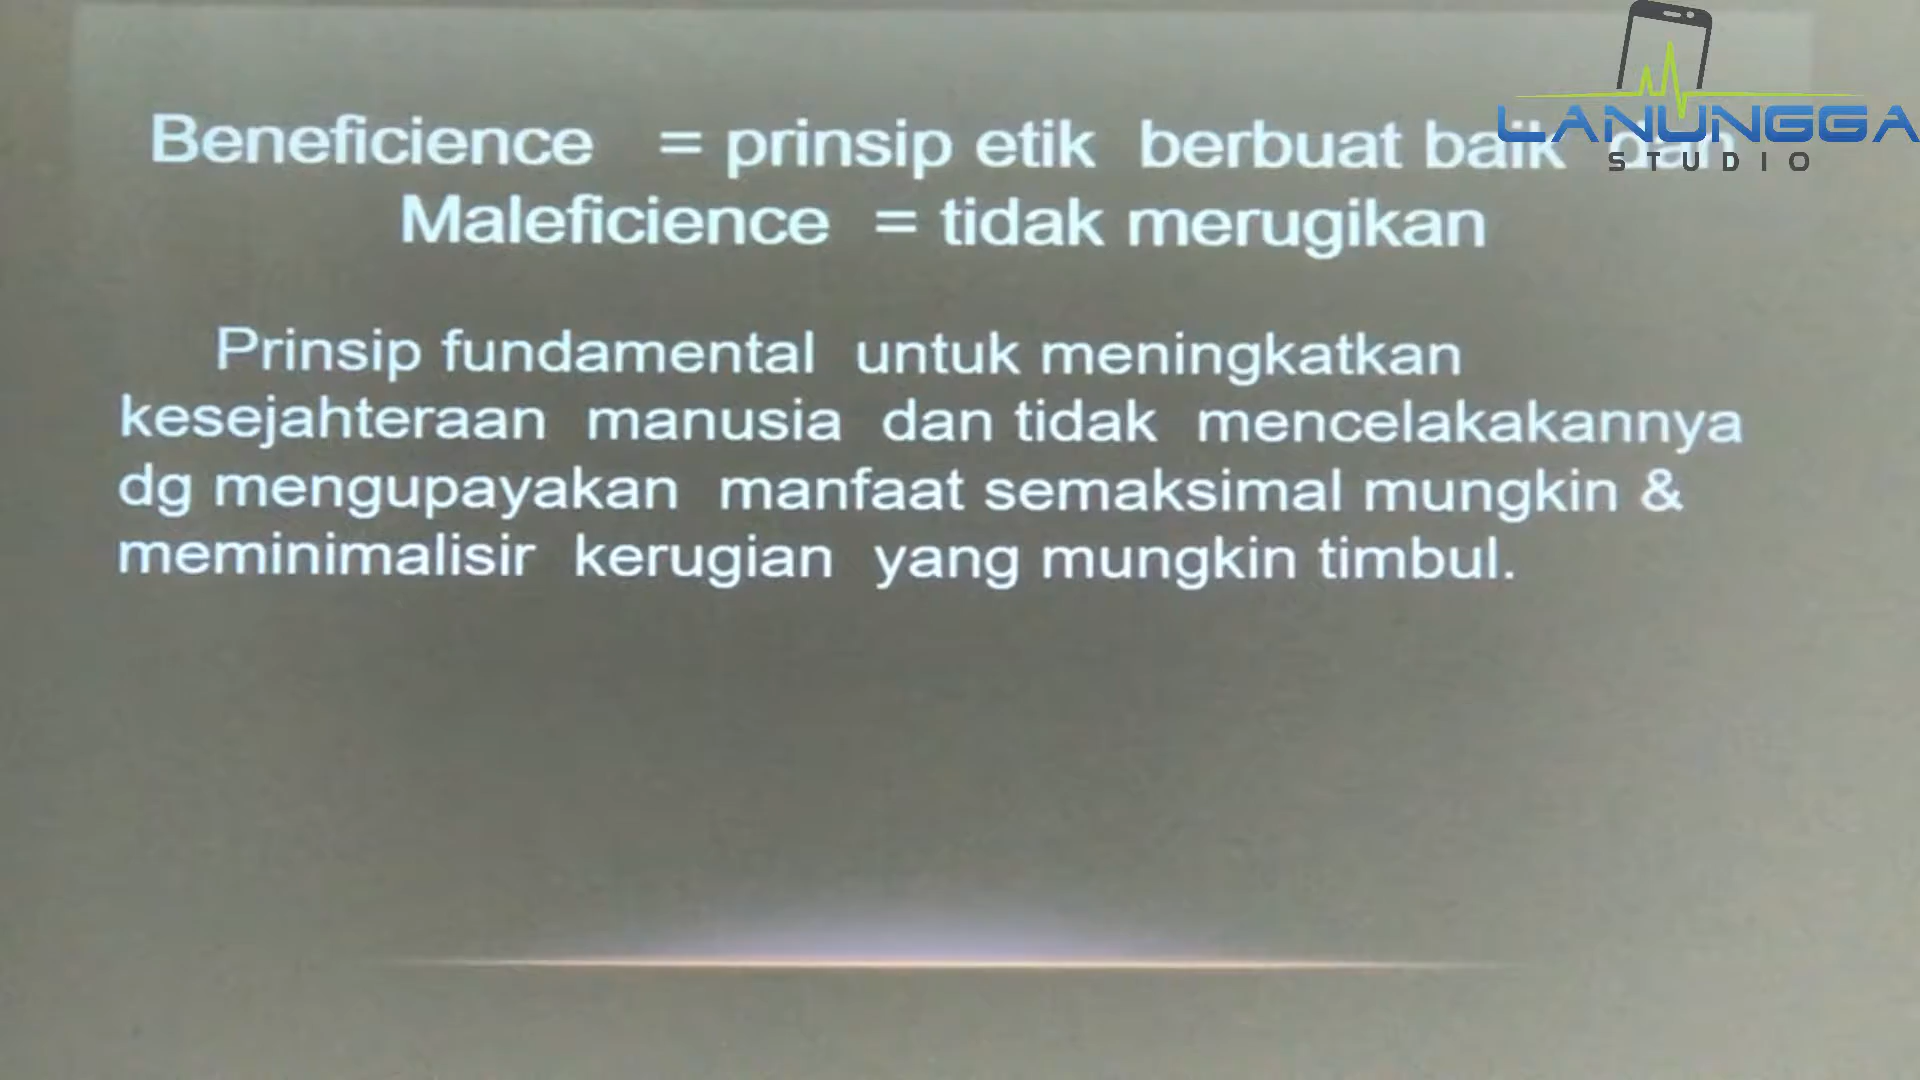 LANUNGGA
STUDIO
Beneficience = prinsip etik berbuat baik dan
Maleficience = tidak merugikan
Prinsip fundamental untuk meningkatkan
kesejahteraan manusia dan tidak mencelakakannya
dg mengupayakan manfaat semaksimal mungkin &
meminimalisir kerugian yang mungkin timbul.